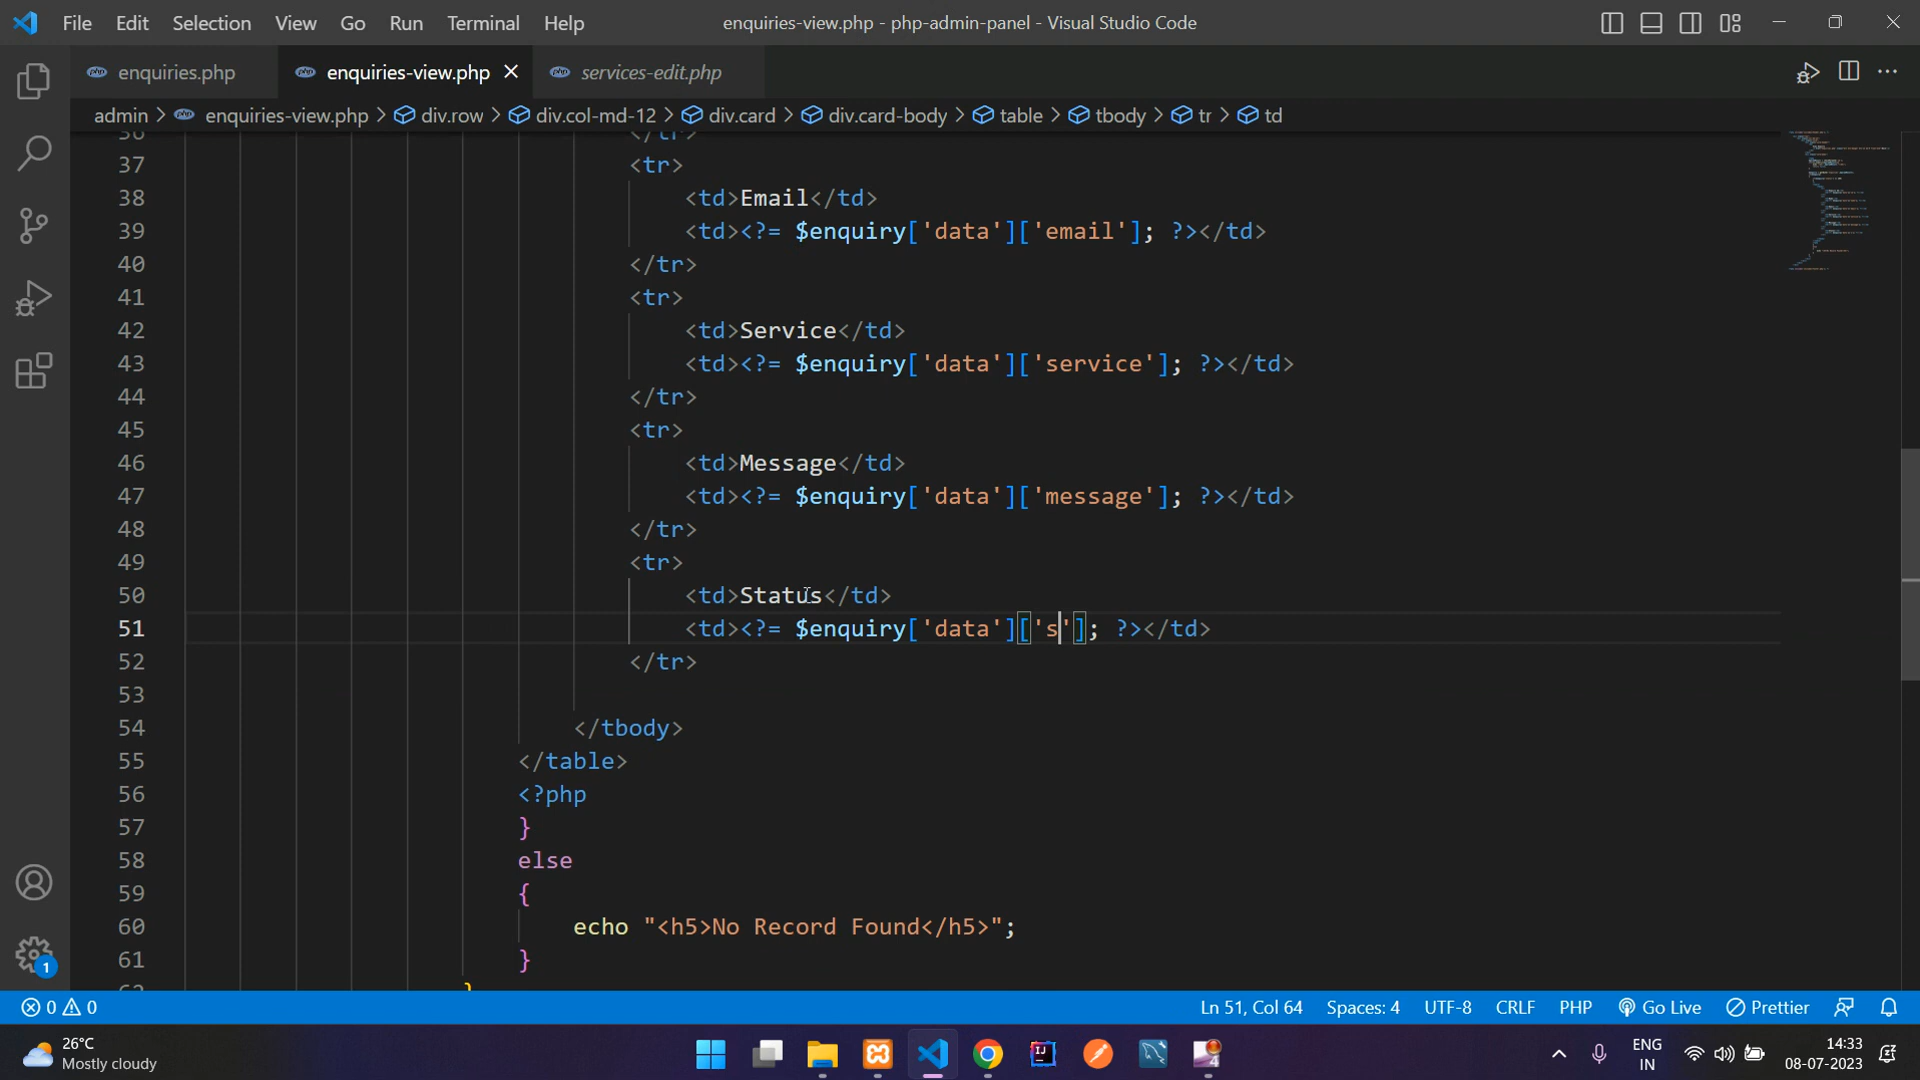 File Edit Selection View Go Run Terminal Help
enquiries-view.php - php-admin-panel - Visual Studio Code
enquiries.php
enquiries-view.php
services-edit.php
admin > enquiries-view.php > div.row > div.col-md-12 > div.card > div.card-body > table > tbody > tr > td
36 </tr>
37 <tr>
38 <td>Email</td>
39 <td><?= $enquiry['data']['email']; ?></td>
40 </tr>
41 <tr>
42 <td>Service</td>
43 <td><?= $enquiry['data']['service']; ?></td>
44 </tr>
45 <tr>
46 <td>Message</td>
47 <td><?= $enquiry['data']['message']; ?></td>
48 </tr>
49 <tr>
50 <td>Status</td>
51 <td><?= $enquiry['data']['s']; ?></td>
52 </tr>
53
54 </tbody>
55 </table>
56 <?php
57 }
58 else
59 {
60 echo "<h5>No Record Found</h5>";
61 }
1
0 0
Ln 51, Col 64 Spaces: 4 UTF-8 CRLF PHP Go Live Prettier
26°C
Mostly cloudy
ENG
IN
14:33
08-07-2023